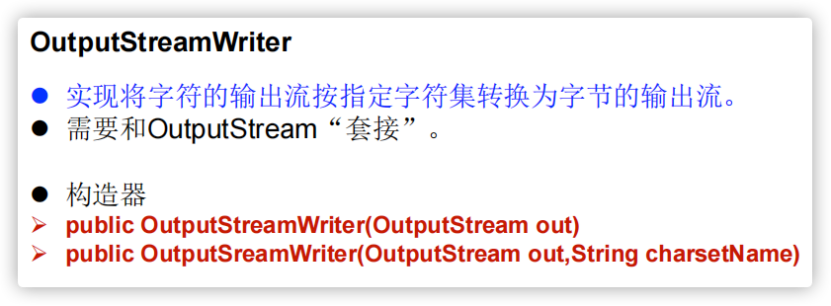 OutputStreamWriter
● 实现将字符的输出流按指定字符集转换为字节的输出流。
● 需要和OutputStream“套接”。
● 构造器
➢ public OutputStreamWriter(OutputStream out)
➢ public OutputSreamWriter(OutputStream out,String charsetName)